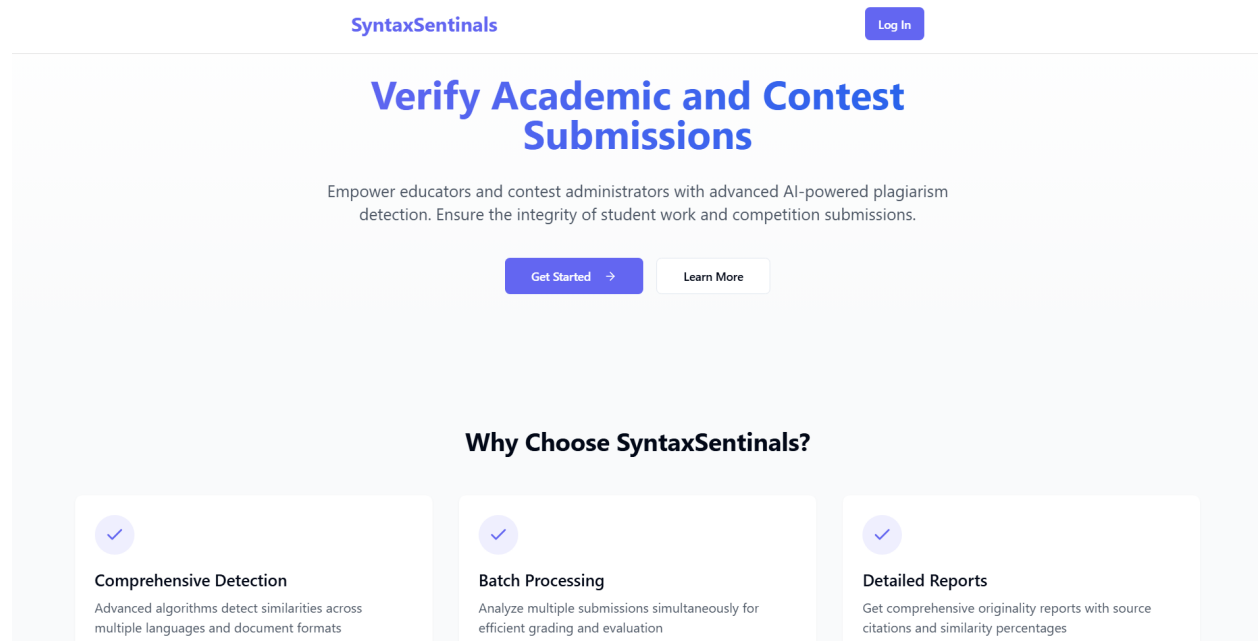 SyntaxSentinals
Log In
Verify Academic and Contest
Submissions
Empower educators and contest administrators with advanced AI-powered plagiarism
detection. Ensure the integrity of student work and competition submissions.
Get Started →
Learn More
Why Choose SyntaxSentinals?
Comprehensive Detection
Advanced algorithms detect similarities across
multiple languages and document formats
Batch Processing
Analyze multiple submissions simultaneously for
efficient grading and evaluation
Detailed Reports
Get comprehensive originality reports with source
citations and similarity percentages